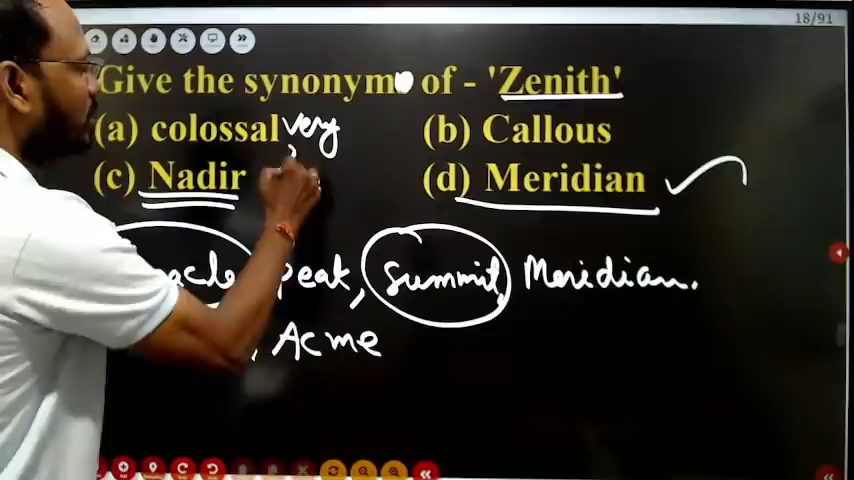 18/91
Give the synonym of - 'Zenith'
(a) colossal very (b) Callous
(c) Nadir (d) Meridian
peak, summit, Meridian.
, Acme